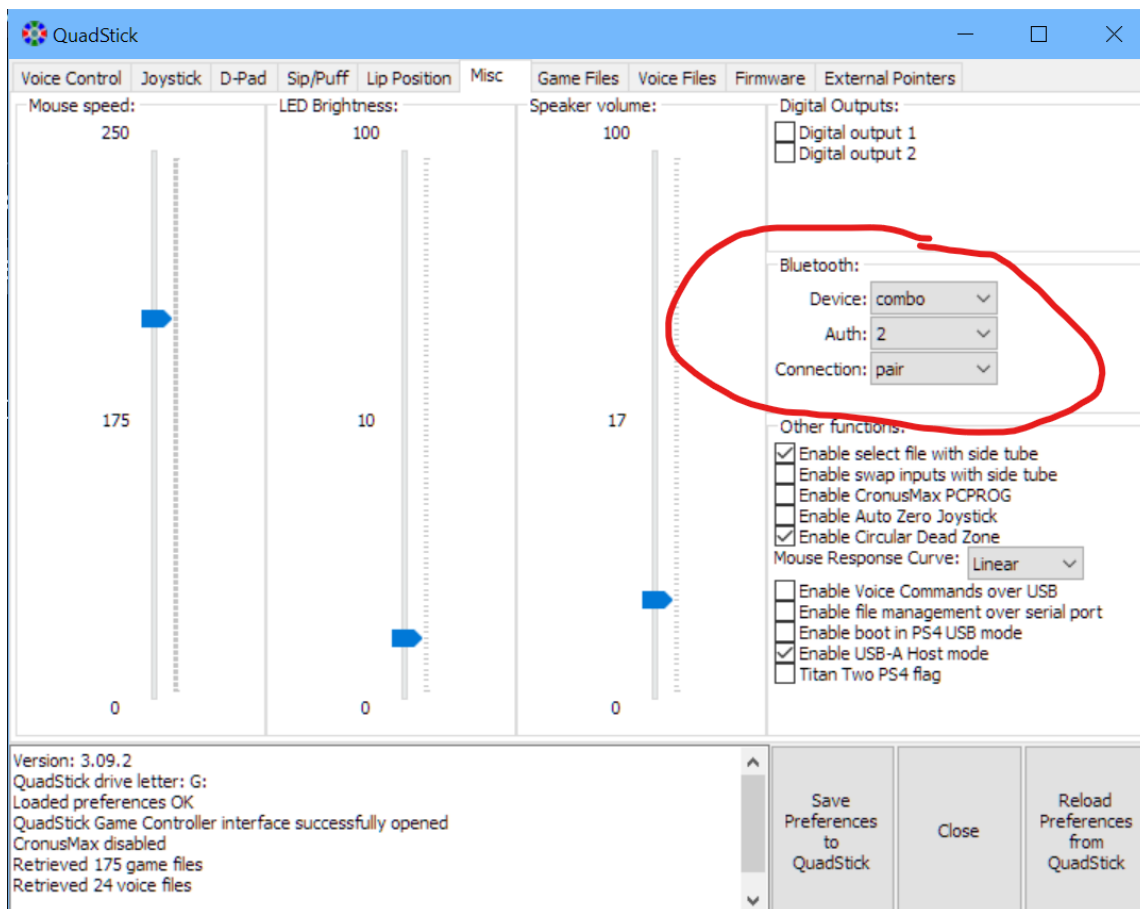 QuadStick
Voice Control Joystick D-Pad Sip/Puff Lip Position Misc Game Files Voice Files Firmware External Pointers
Mouse speed:
250
175
0
LED Brightness:
100
10
0
Speaker volume:
100
17
0
Digital Outputs:
Digital output 1
Digital output 2
Bluetooth:
Device: combo
Auth: 2
Connection: pair
Other functions:
Enable select file with side tube
Enable swap inputs with side tube
Enable CronusMax PCPROG
Enable Auto Zero Joystick
Enable Circular Dead Zone
Mouse Response Curve: Linear
Enable Voice Commands over USB
Enable file management over serial port
Enable boot in PS4 USB mode
Enable USB-A Host mode
Titan Two PS4 flag
Version: 3.09.2
QuadStick drive letter: G:
Loaded preferences OK
QuadStick Game Controller interface successfully opened
CronusMax disabled
Retrieved 175 game files
Retrieved 24 voice files
Save
Preferences
to
QuadStick
Close
Reload
Preferences
from
QuadStick